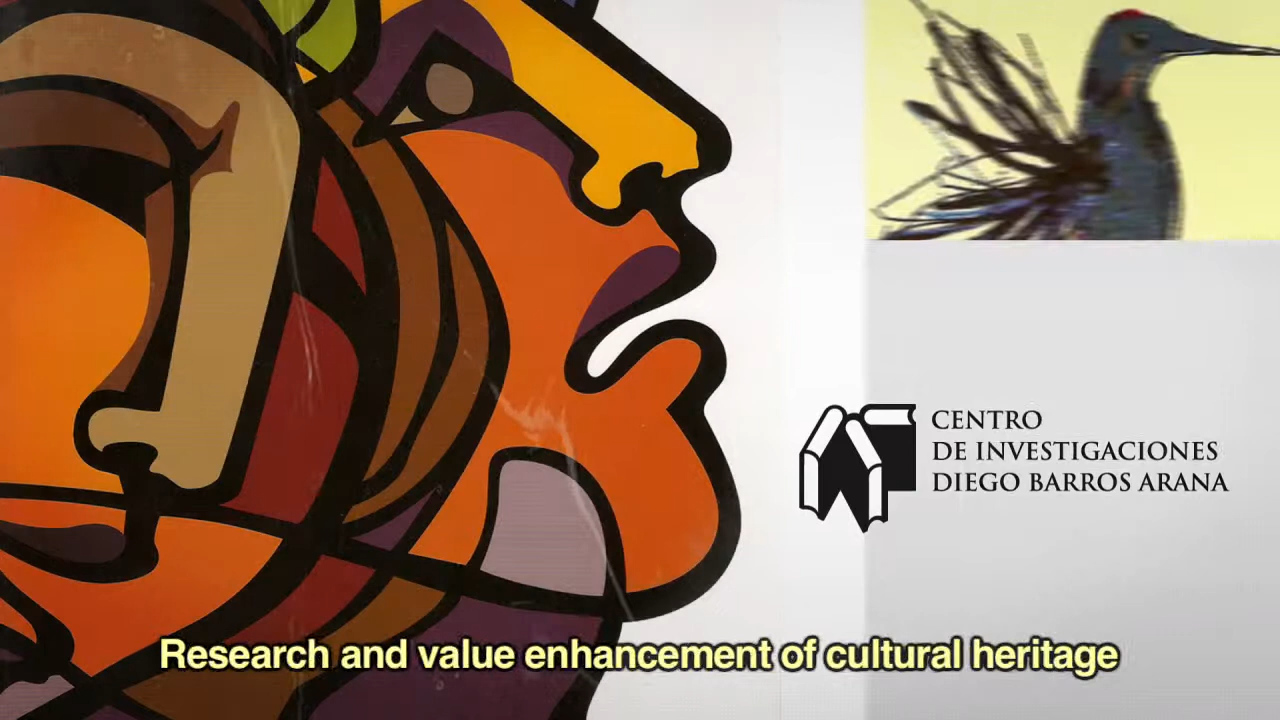 CENTRO
DE INVESTIGACIONES
DIEGO BARROS ARANA
Research and value enhancement of cultural heritage